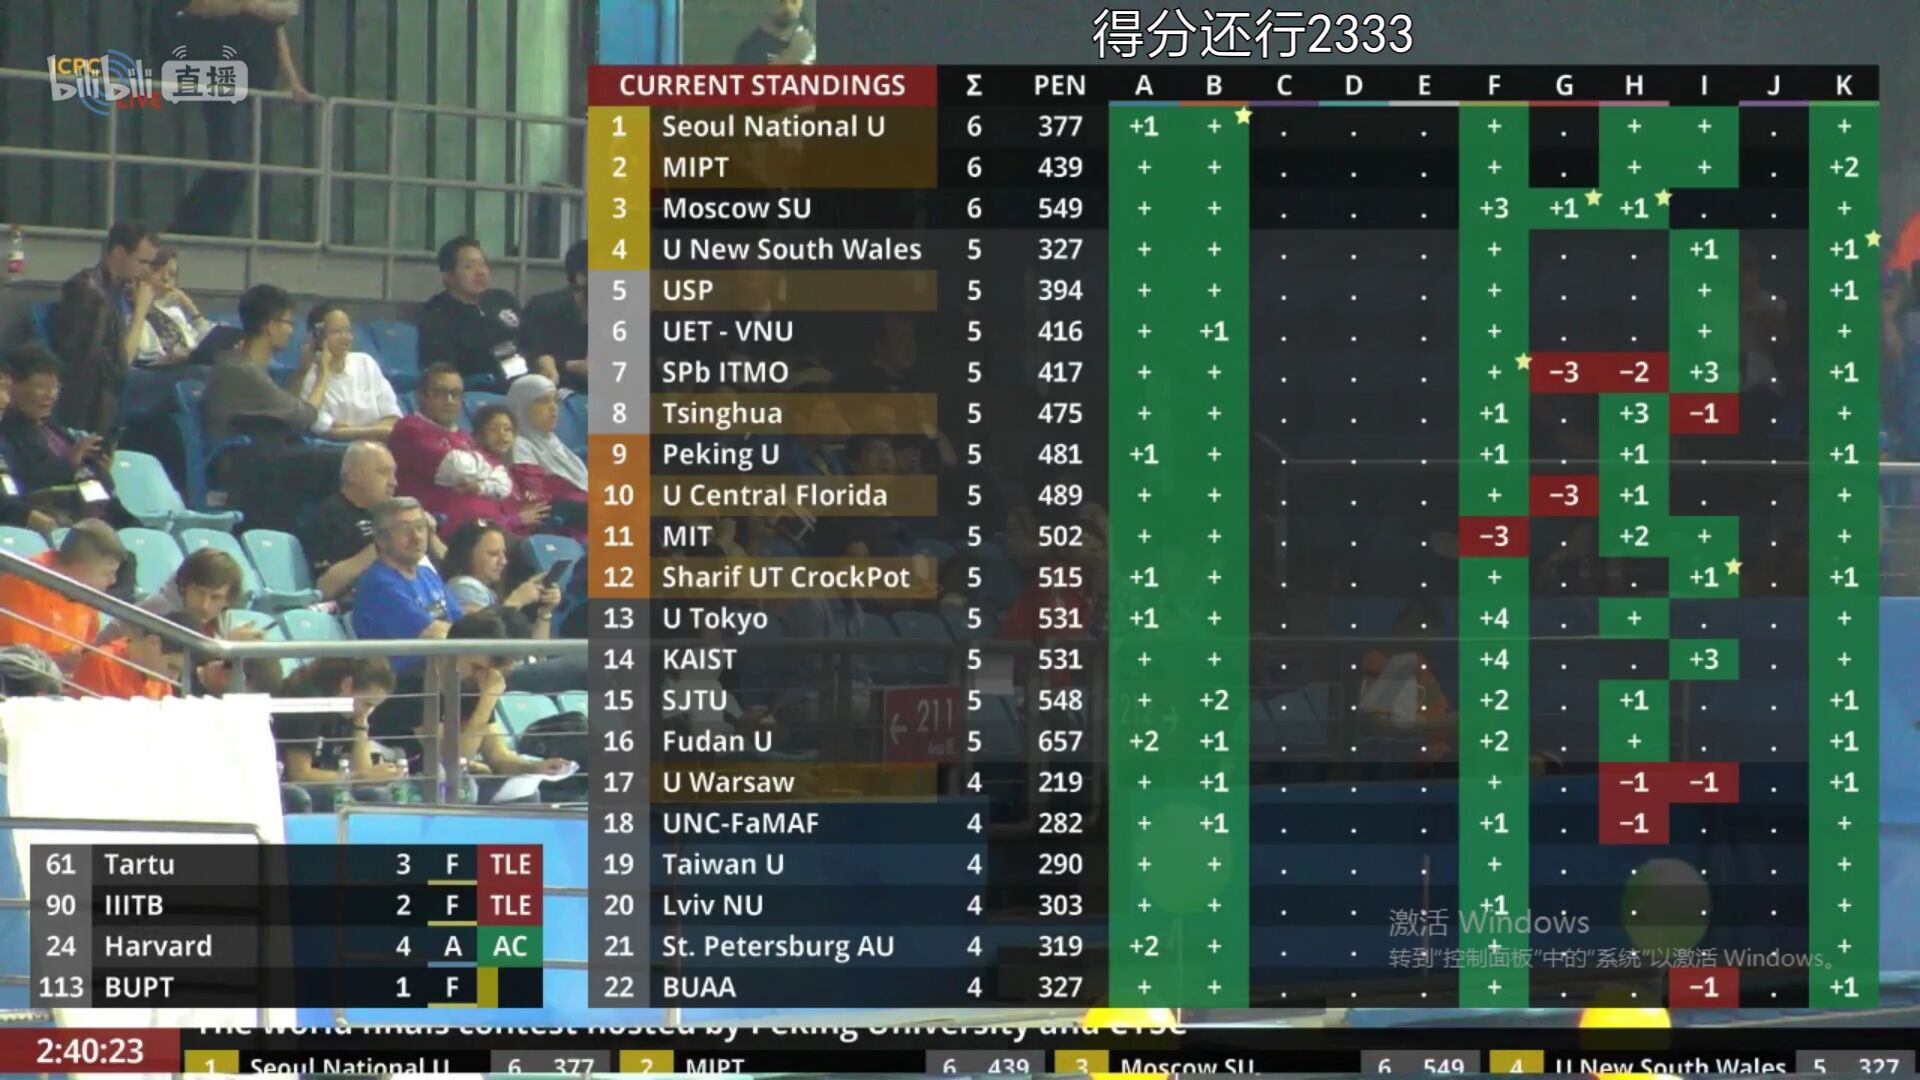 得分还行2333
ICPC
bilibili 直播
LIVE
CURRENT STANDINGS Σ PEN A B C D E F G H I J K
1 Seoul National U 6 377 +1 + . . . + . + + . +
2 MIPT 6 439 + + . . . + . + + . +2
3 Moscow SU 6 549 + + . . . +3 +1 +1 . . +
4 U New South Wales 5 327 + + . . . + . . +1 . +1
5 USP 5 394 + + . . . + . . + . +1
6 UET - VNU 5 416 + +1 . . . + . . + . +
7 SPb ITMO 5 417 + + . . . + −3 −2 +3 . +1
8 Tsinghua 5 475 + + . . . +1 . +3 −1 . +
9 Peking U 5 481 +1 + . . . +1 . +1 . . +1
10 U Central Florida 5 489 + + . . . + −3 +1 . . +
11 MIT 5 502 + + . . . −3 . +2 + . +
12 Sharif UT CrockPot 5 515 +1 + . . . + . . +1 . +1
13 U Tokyo 5 531 +1 + . . . +4 . + . . +
14 KAIST 5 531 + + . . . +4 . . +3 . +
15 SJTU 5 548 + +2 . . . +2 . +1 . . +1
16 Fudan U 5 657 +2 +1 . . . +2 . + . . +1
17 U Warsaw 4 219 + +1 . . . + . −1 −1 . +1
18 UNC-FaMAF 4 282 + +1 . . . +1 . −1 . . +
19 Taiwan U 4 290 + + . . . + . . . . +
20 Lviv NU 4 303 + + . . . +1 . . . . +
21 St. Petersburg AU 4 319 +2 + . . . + . . . . +
22 BUAA 4 327 + + . . . + . . −1 . +1
← 211
212 →
61 Tartu 3 F TLE
90 IIITB 2 F TLE
24 Harvard 4 A AC
113 BUPT 1 F
激活 Windows
转到"控制面板"中的"系统"以激活 Windows。
The world finals contest hosted by Peking University and CTSC
2:40:23
1 Seoul National U 6 377 2 MIPT 6 439 3 Moscow SU 6 549 4 U New South Wales 5 327